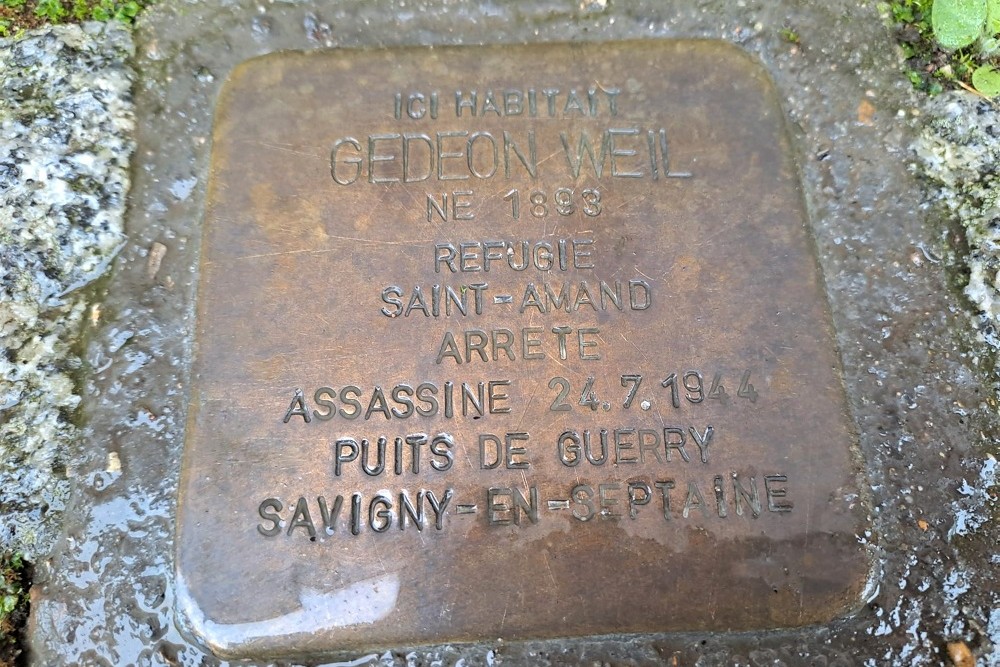 ICI HABITAIT
GEDEON WEIL
NE 1893
REFUGIE
SAINT-AMAND
ARRETE
ASSASSINE 24.7.1944
PUITS DE GUERRY
SAVIGNY-EN-SEPTAINE